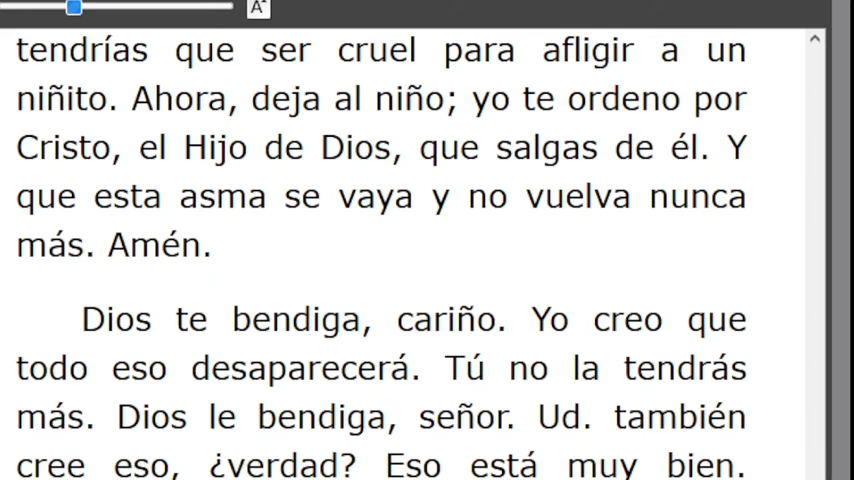 A
tendrías que ser cruel para afligir a un
niñito. Ahora, deja al niño; yo te ordeno por
Cristo, el Hijo de Dios, que salgas de él. Y
que esta asma se vaya y no vuelva nunca
más. Amén.
Dios te bendiga, cariño. Yo creo que
todo eso desaparecerá. Tú no la tendrás
más. Dios le bendiga, señor. Ud. también
cree eso, ¿verdad? Eso está muy bien.